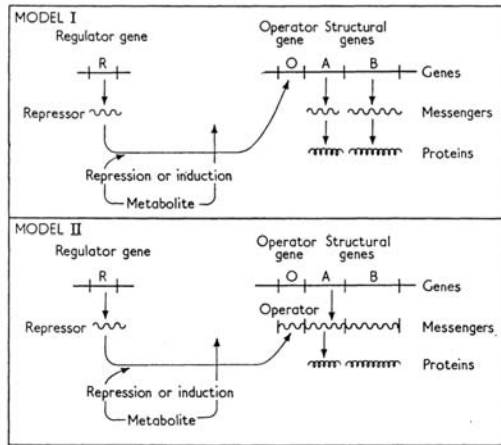 MODEL I
Regulator gene
Operator Structural
gene genes
R
O A B
Genes
Repressor
Messengers
Proteins
Repression or induction
Metabolite
MODEL II
Regulator gene
Operator Structural
gene genes
R
O A B
Genes
Operator
Repressor
Messengers
Proteins
Repression or induction
Metabolite